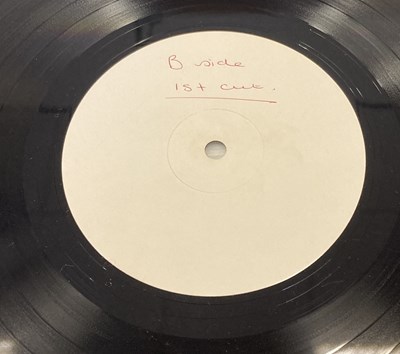 B side
1st cut.